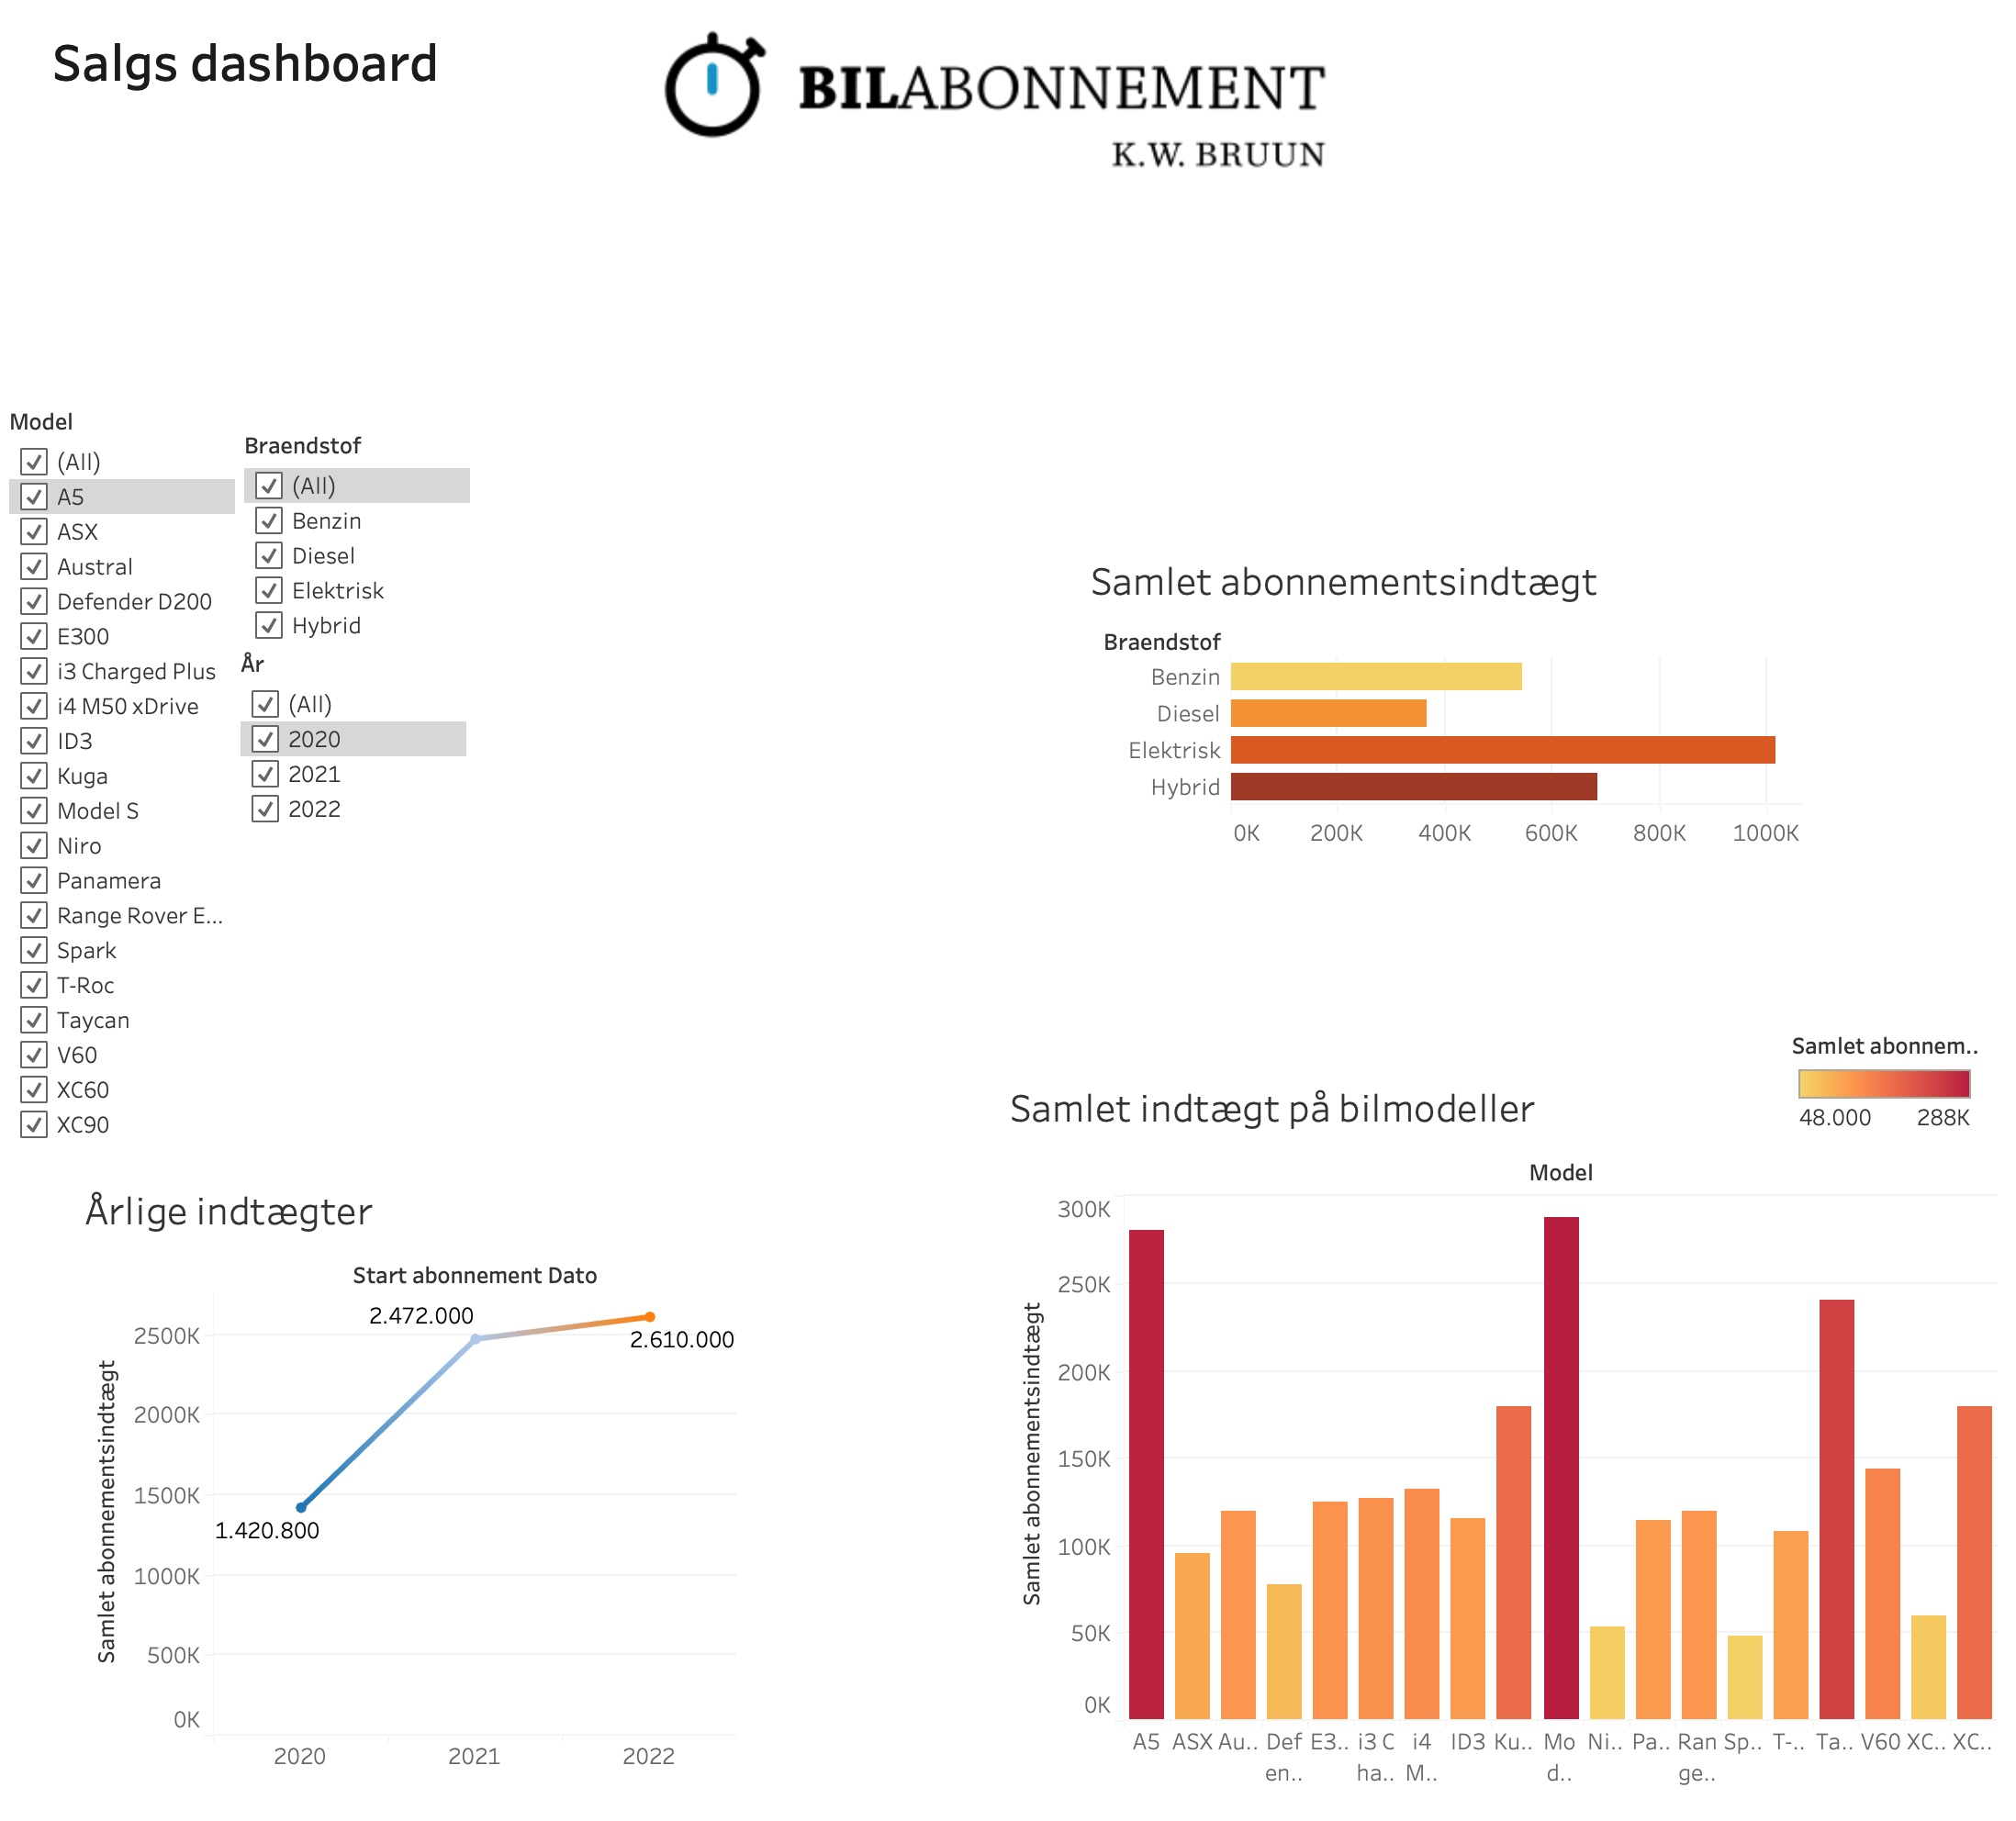 Salgs dashboard
BILABONNEMENT
K.W. BRUUN
Model
(All)
A5
ASX
Austral
Defender D200
E300
i3 Charged Plus
i4 M50 xDrive
ID3
Kuga
Model S
Niro
Panamera
Range Rover E...
Spark
T-Roc
Taycan
V60
XC60
XC90
Braendstof
(All)
Benzin
Diesel
Elektrisk
Hybrid
År
(All)
2020
2021
2022
Samlet abonnementsindtægt
Braendstof
Benzin
Diesel
Elektrisk
Hybrid
0K 200K 400K 600K 800K 1000K
Årlige indtægter
Start abonnement Dato
Samlet abonnementsindtægt
2500K
2000K
1500K
1000K
500K
0K
1.420.800
2.472.000
2.610.000
2020 2021 2022
Samlet abonnem..
48.000 288K
Samlet indtægt på bilmodeller
Model
Samlet abonnementsindtægt
300K
250K
200K
150K
100K
50K
0K
A5 ASX Au.. Def E3.. i3 C i4 ID3 Ku.. Mo Ni.. Pa.. Ran Sp.. T-.. Ta.. V60 XC.. XC..
en.. ha.. M.. d.. ge..